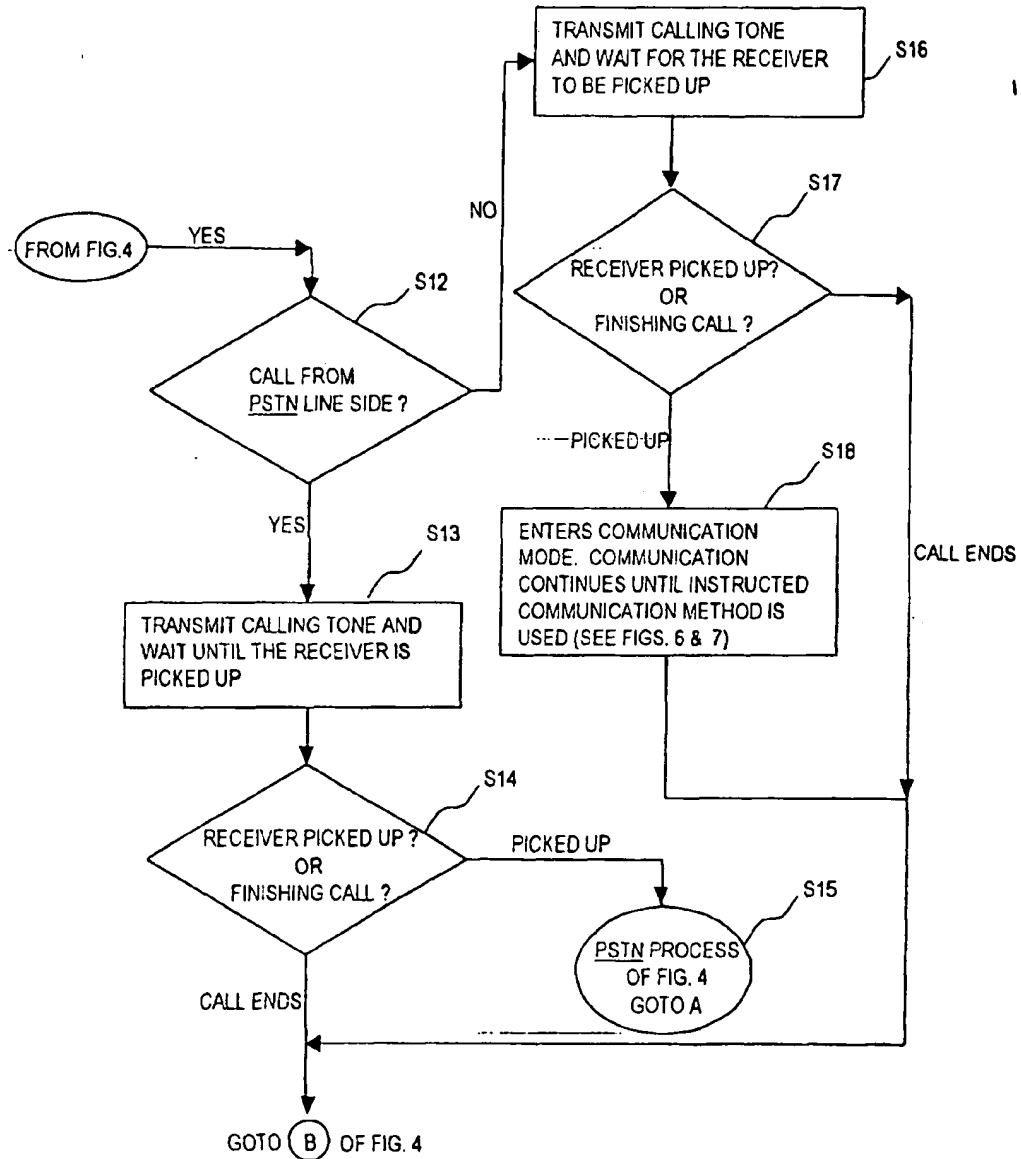 TRANSMIT CALLING TONE
AND WAIT FOR THE RECEIVER
TO BE PICKED UP
S16
S17
NO
FROM FIG.4
YES
RECEIVER PICKED UP?
OR
FINISHING CALL ?
S12
CALL FROM
PSTN LINE SIDE ?
PICKED UP
S18
YES
S13
ENTERS COMMUNICATION
MODE. COMMUNICATION
CONTINUES UNTIL INSTRUCTED
COMMUNICATION METHOD IS
USED (SEE FIGS. 6 & 7)
CALL ENDS
TRANSMIT CALLING TONE AND
WAIT UNTIL THE RECEIVER IS
PICKED UP
S14
RECEIVER PICKED UP ?
OR
FINISHING CALL ?
PICKED UP
S15
PSTN PROCESS
OF FIG. 4
GOTO A
CALL ENDS
GOTO B OF FIG. 4